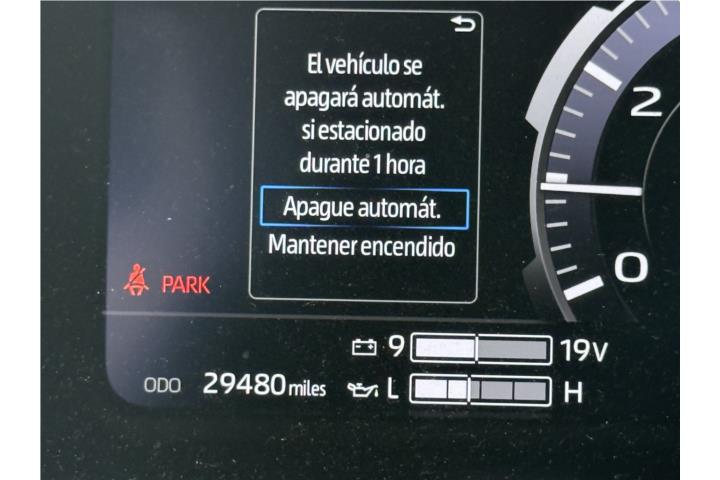 El vehículo se
apagará automát.
si estacionado
durante 1 hora
Apague automát.
Mantener encendido
2
0
PARK
9 19V
ODO 29480 miles L H